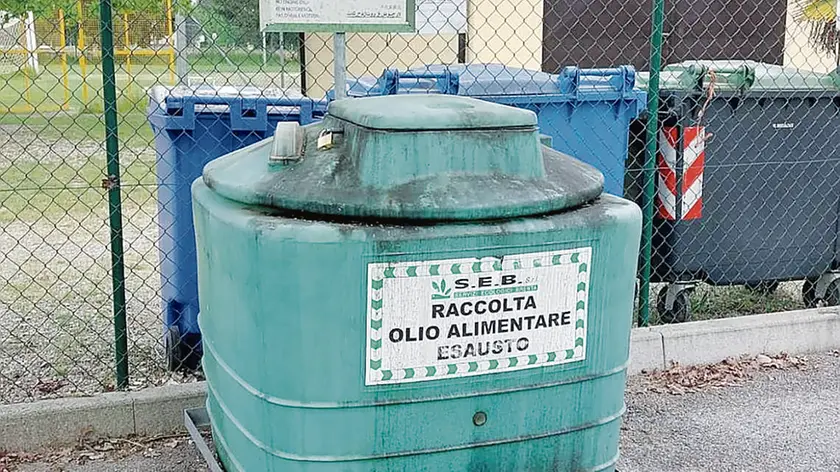 S.E.B. s.r.l.
SERVIZI ECOLOGICI BRENTA
RACCOLTA
OLIO ALIMENTARE
ESAUSTO